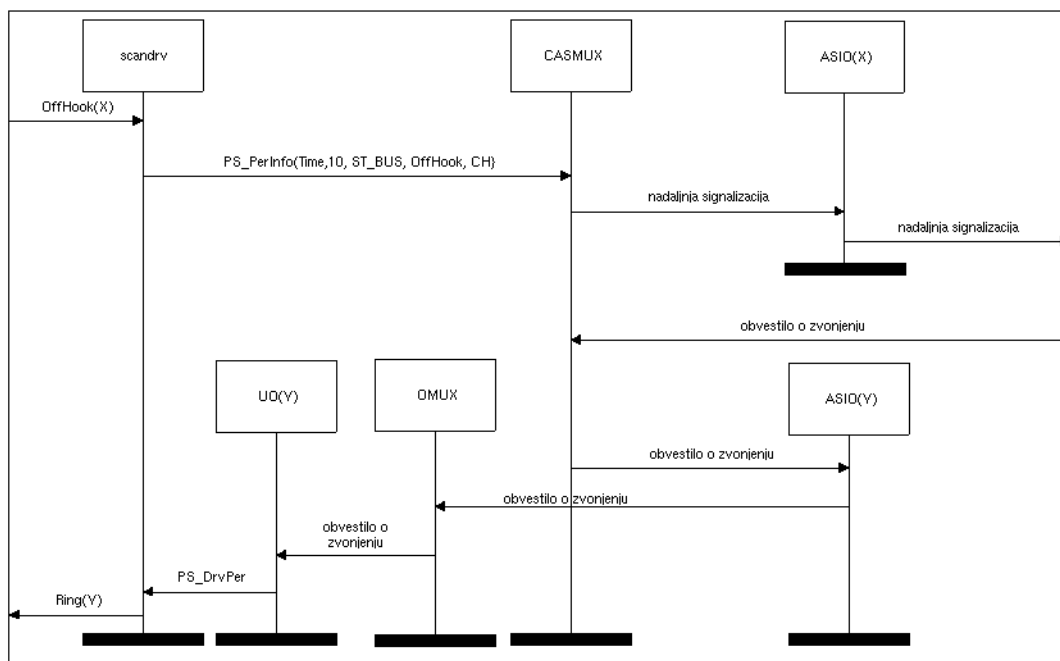 scandrv
CASMUX
ASIO(X)
OffHook(X)
PS_PerInfo(Time,10, ST_BUS, OffHook, CH}
nadaljnja signalizacija
nadaljnja signalizacija
obvestilo o zvonjenju
UO(Y)
OMUX
ASIO(Y)
obvestilo o zvonjenju
obvestilo o zvonjenju
obvestilo o
zvonjenju
PS_DrvPer
Ring(Y)